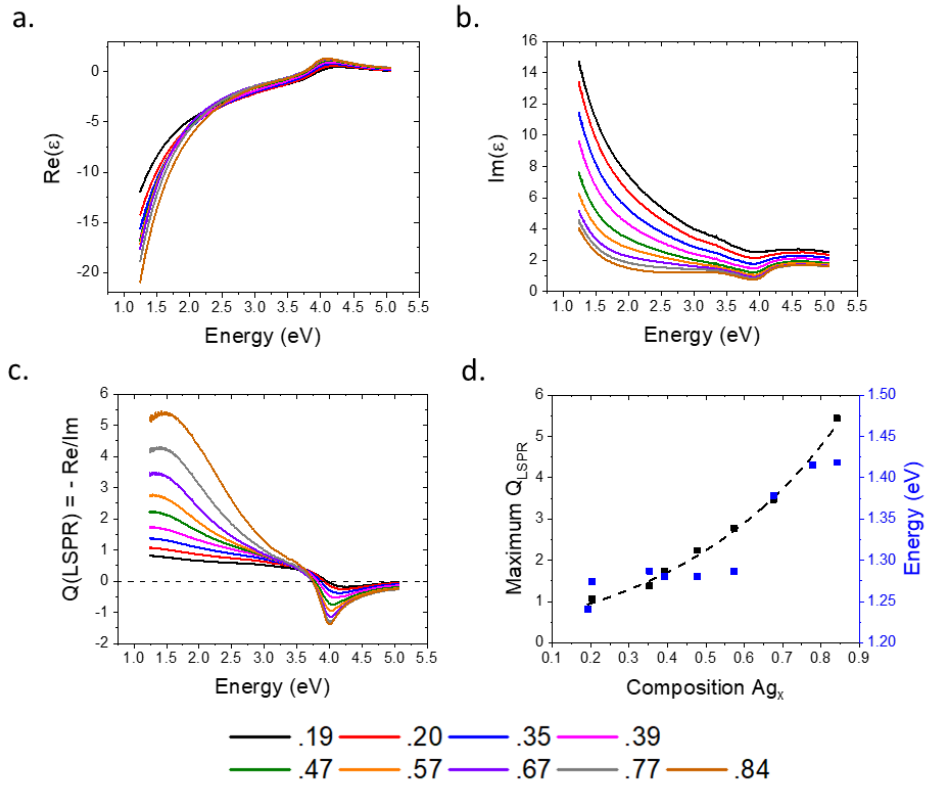 a.
b.
0
-5
-10
-15
-20
Re(ε)
1.0 1.5 2.0 2.5 3.0 3.5 4.0 4.5 5.0 5.5
Energy (eV)
16
14
12
10
8
6
4
2
0
Im(ε)
1.0 1.5 2.0 2.5 3.0 3.5 4.0 4.5 5.0 5.5
Energy (eV)
c.
d.
6
5
4
3
2
1
0
-1
-2
Q(LSPR) = - Re/Im
1.0 1.5 2.0 2.5 3.0 3.5 4.0 4.5 5.0 5.5
Energy (eV)
6
5
4
3
2
1
0
Maximum Q_LSPR
0.1 0.2 0.3 0.4 0.5 0.6 0.7 0.8 0.9
Composition Ag_x
1.50
1.45
1.40
1.35
1.30
1.25
1.20
Energy (eV)
.19 .20 .35 .39
.47 .57 .67 .77 .84